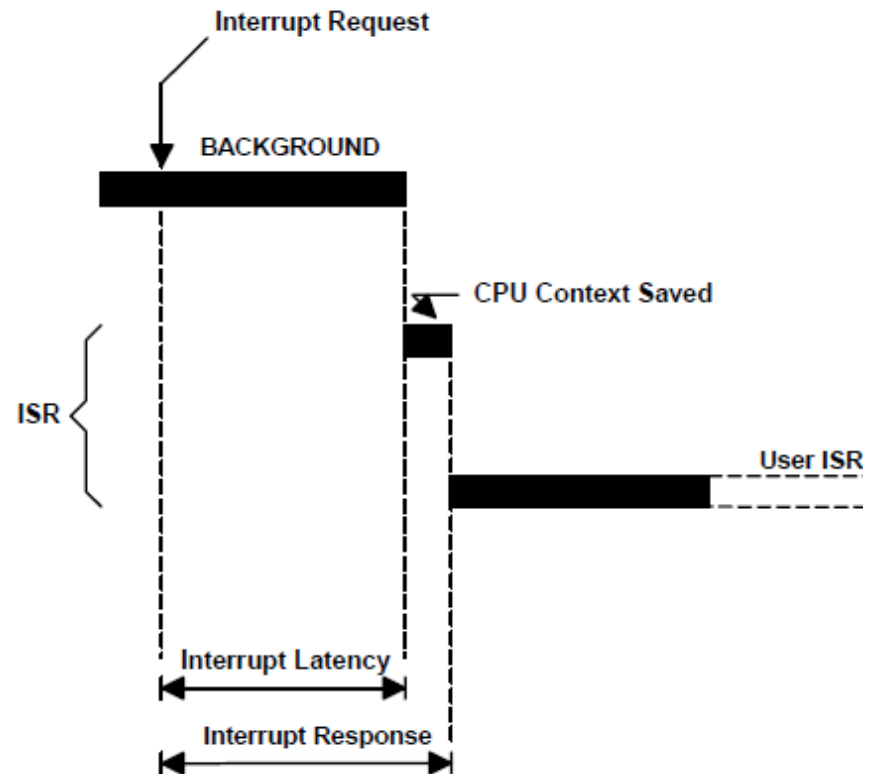 Interrupt Request
BACKGROUND
CPU Context Saved
ISR
User ISR
Interrupt Latency
Interrupt Response